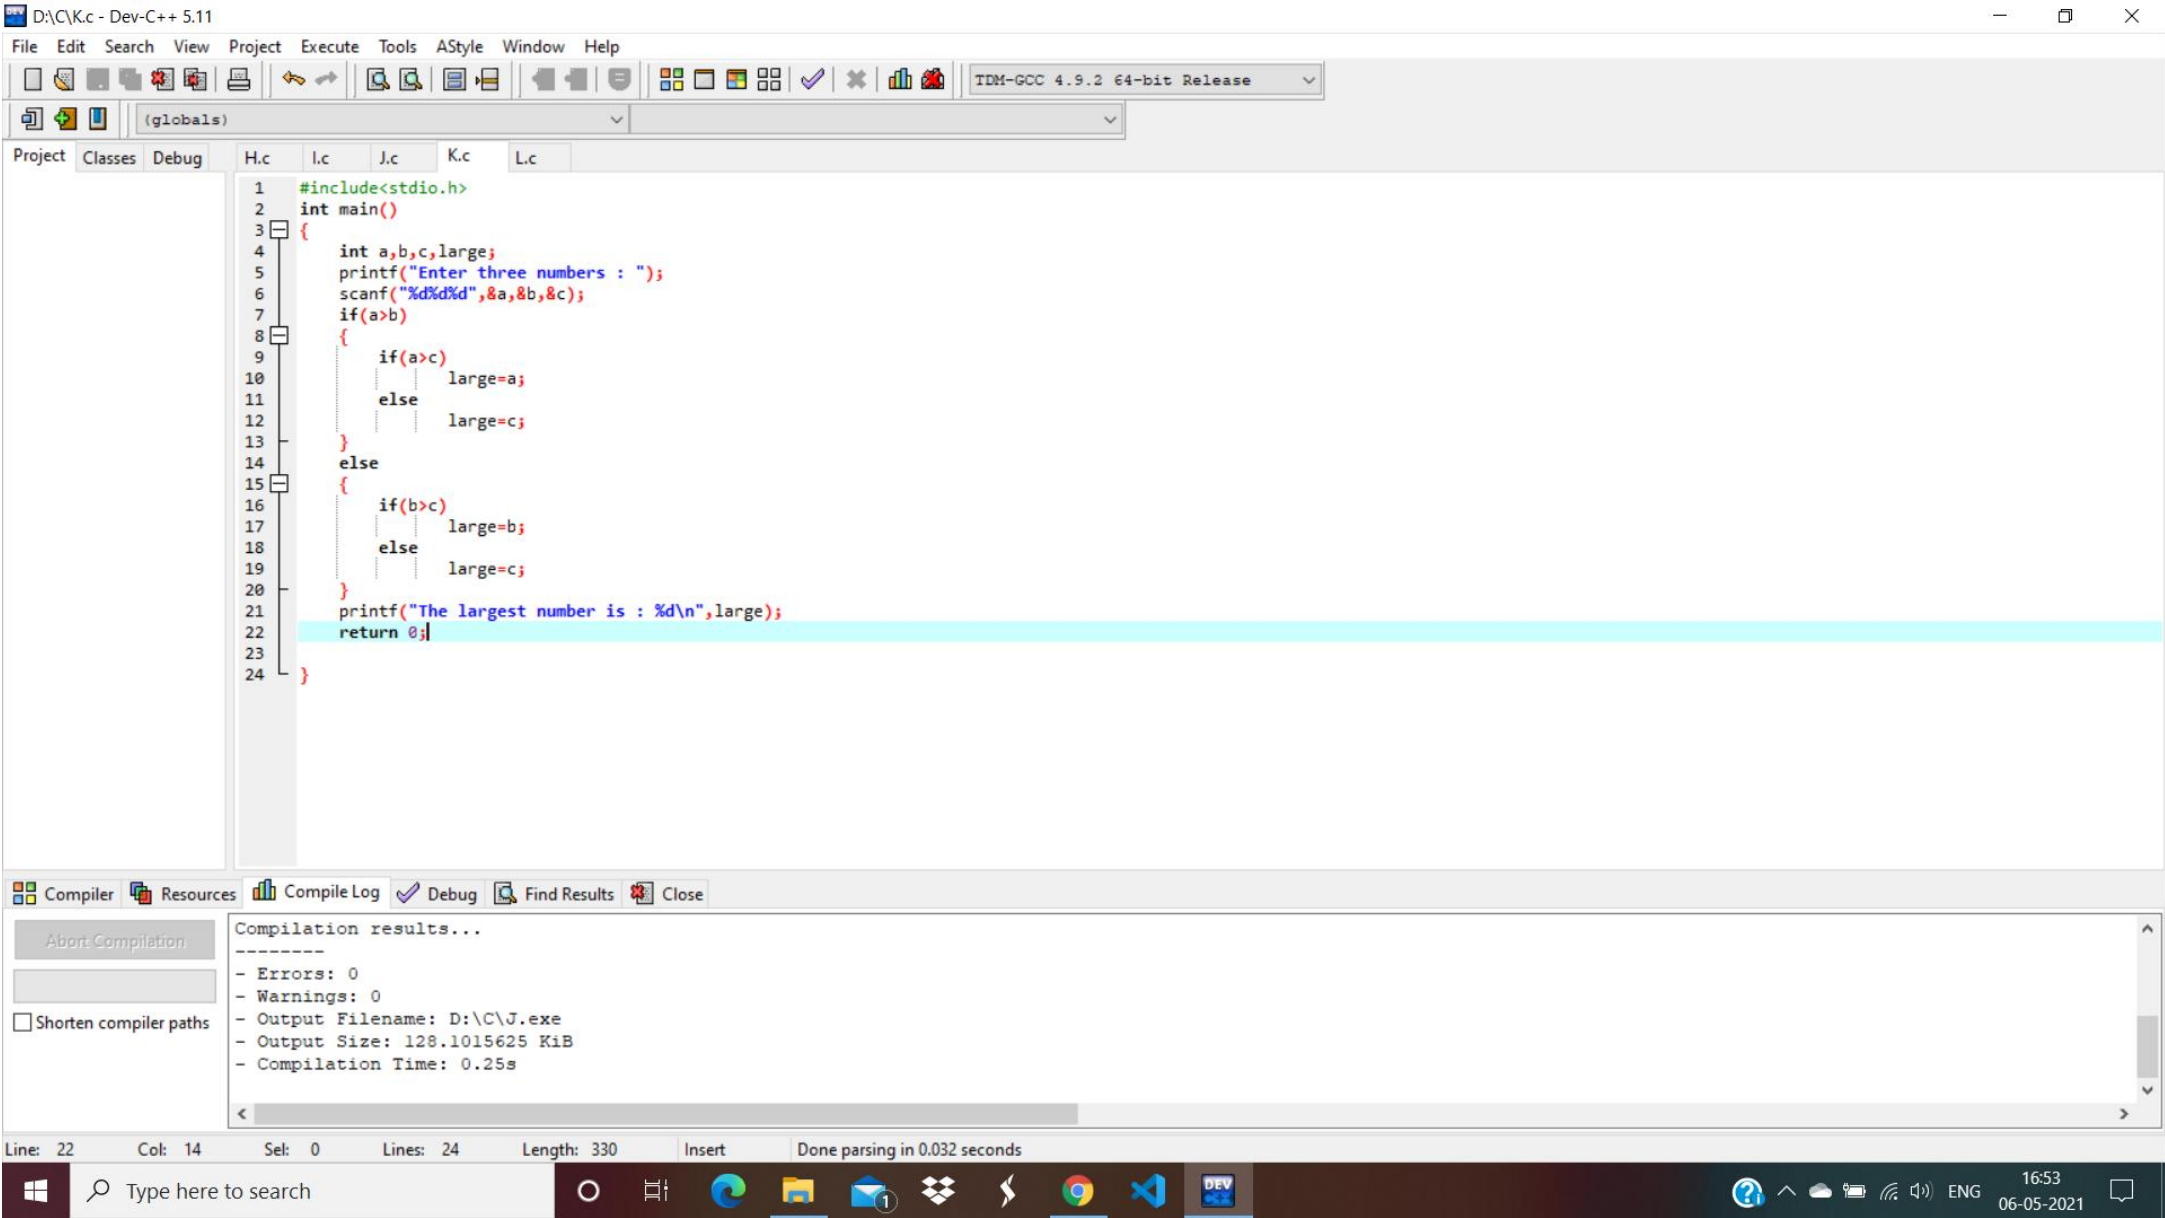 D:\C\K.c - Dev-C++ 5.11
File Edit Search View Project Execute Tools AStyle Window Help
TDM-GCC 4.9.2 64-bit Release
(globals)
Project Classes Debug H.c I.c J.c K.c L.c
1 #include<stdio.h>
2 int main()
3 {
4 int a,b,c,large;
5 printf("Enter three numbers : ");
6 scanf("%d%d%d",&a,&b,&c);
7 if(a>b)
8 {
9 if(a>c)
10 large=a;
11 else
12 large=c;
13 }
14 else
15 {
16 if(b>c)
17 large=b;
18 else
19 large=c;
20 }
21 printf("The largest number is : %d\n",large);
22 return 0;
23
24 }
Compiler Resources Compile Log Debug Find Results Close
Abort Compilation
Shorten compiler paths
Compilation results...
--------
- Errors: 0
- Warnings: 0
- Output Filename: D:\C\J.exe
- Output Size: 128.1015625 KiB
- Compilation Time: 0.25s
Line: 22 Col: 14 Sel: 0 Lines: 24 Length: 330 Insert Done parsing in 0.032 seconds
Type here to search
1
DEV
C++
ENG
16:53
06-05-2021